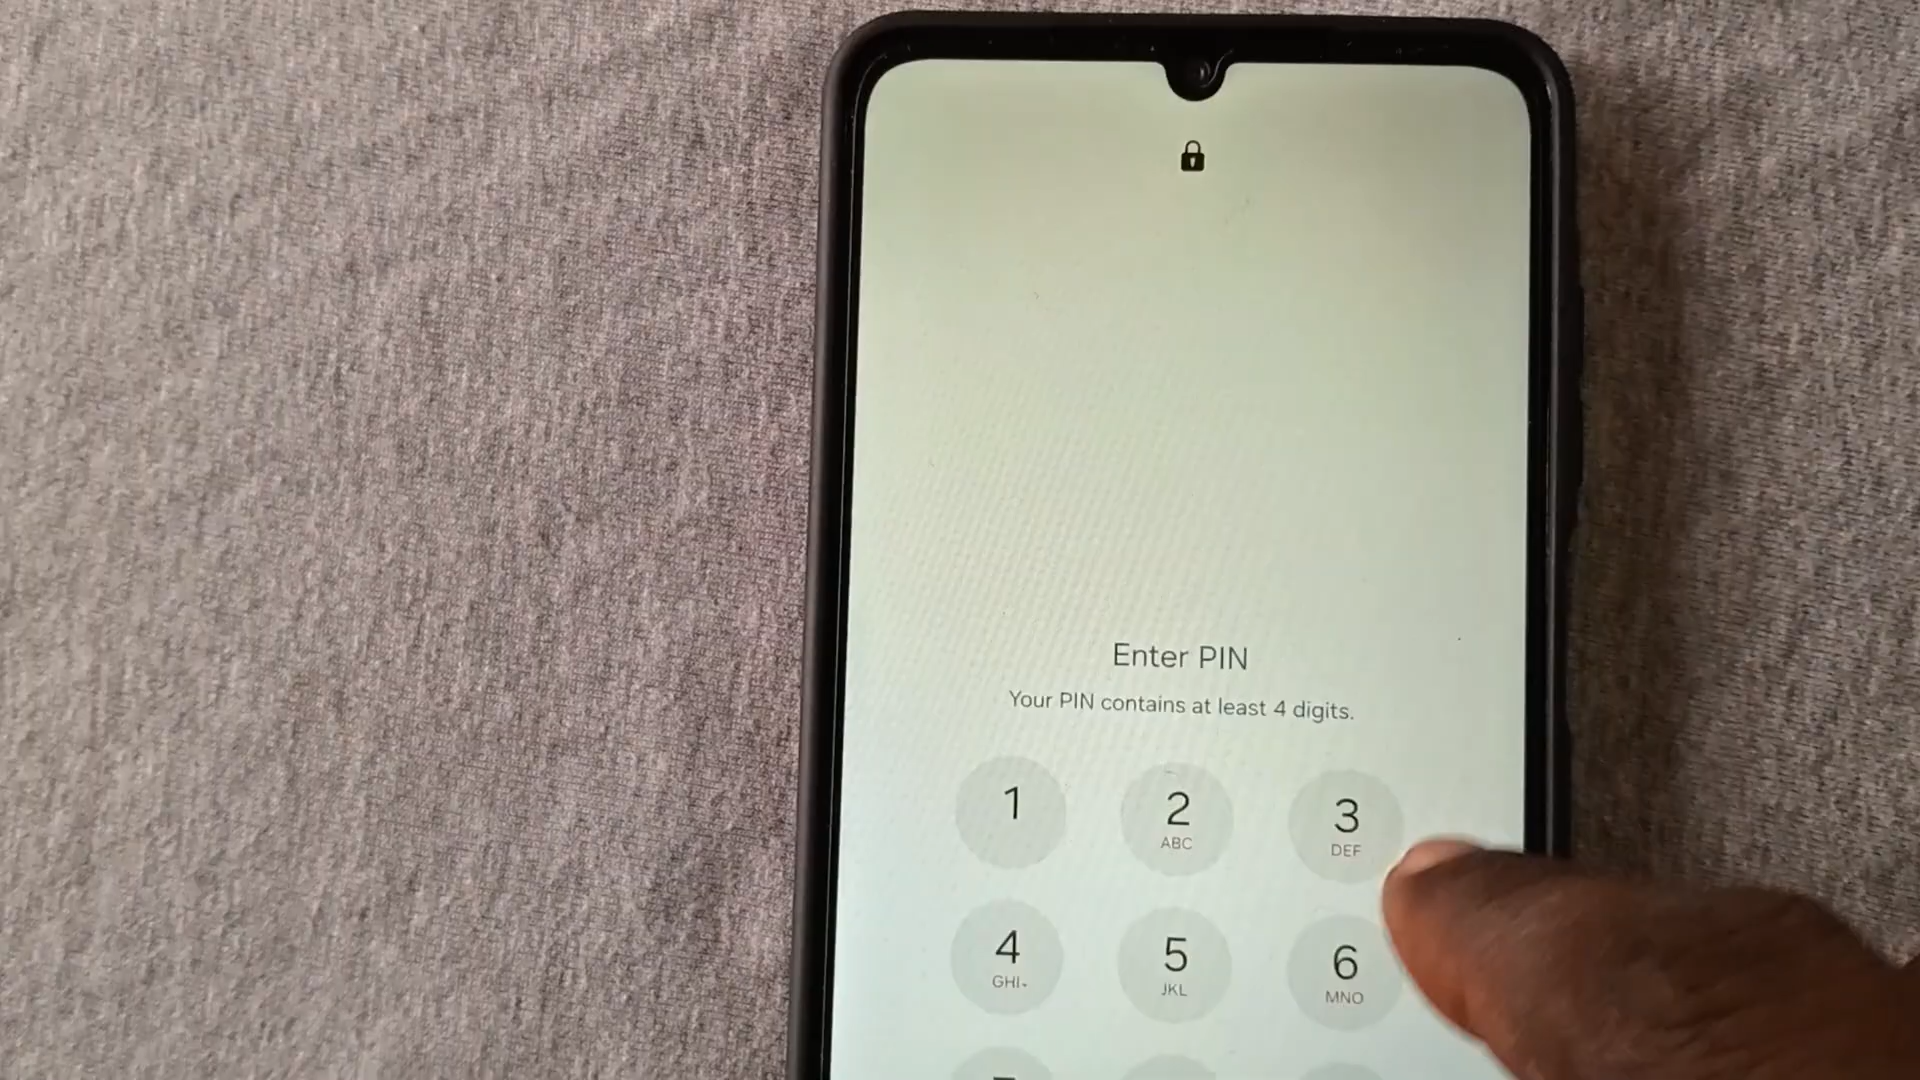 Enter PIN
Your PIN contains at least 4 digits.
1 2 3
ABC DEF
4 5 6
GHI JKL MNO